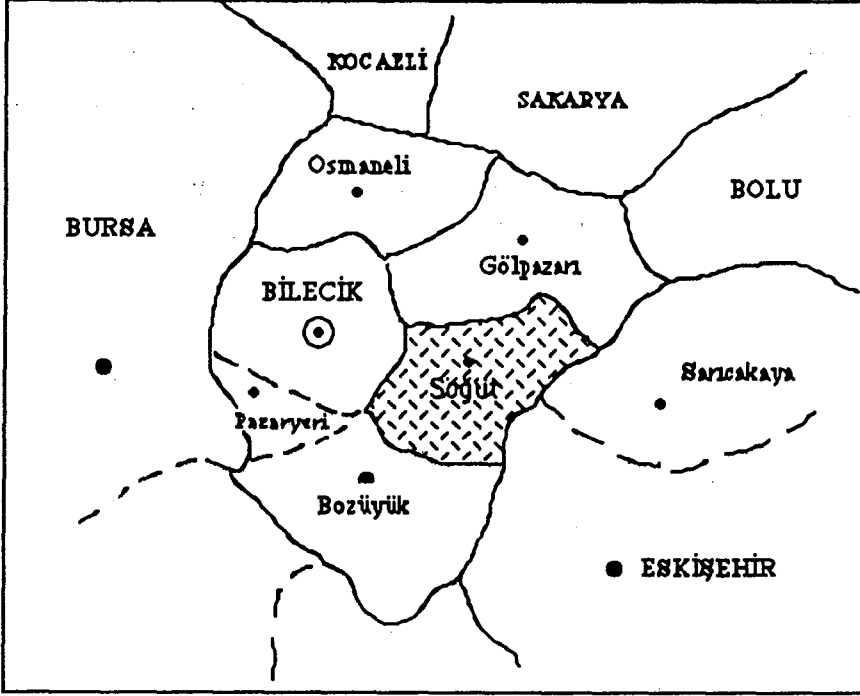 KOCAELİ
SAKARYA
Osmaneli
BOLU
BURSA
Gölpazarı
BİLECİK
Sarıcakaya
Söğüt
Pazaryeri
Bozüyük
ESKİŞEHİR